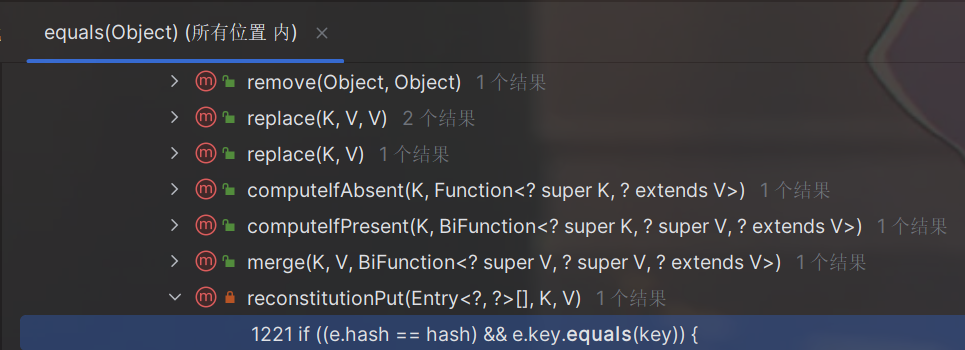 equals(Object) (所有位置 内)
remove(Object, Object) 1 个结果
replace(K, V, V) 2 个结果
replace(K, V) 1 个结果
computeIfAbsent(K, Function<? super K, ? extends V>) 1 个结果
computeIfPresent(K, BiFunction<? super K, ? super V, ? extends V>) 1 个结果
merge(K, V, BiFunction<? super V, ? super V, ? extends V>) 1 个结果
reconstitutionPut(Entry<?, ?>[], K, V) 1 个结果
1221 if ((e.hash == hash) && e.key.equals(key)) {